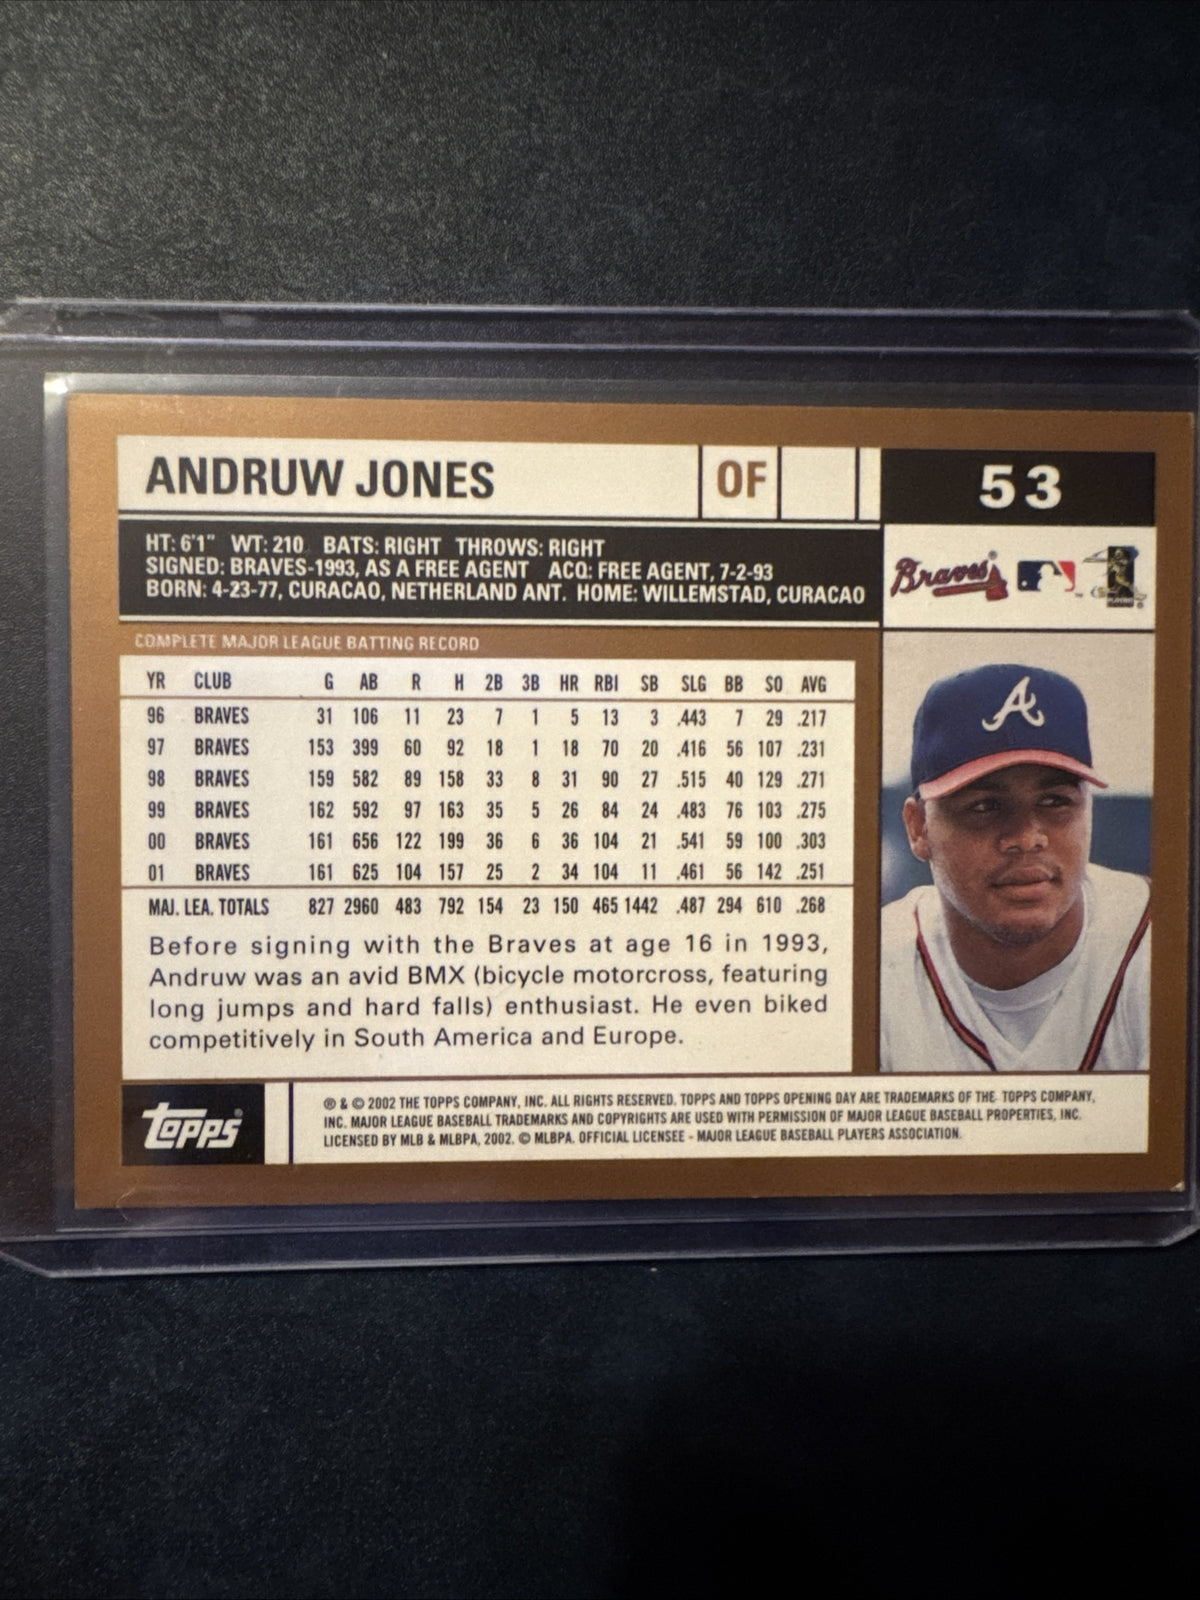 ANDRUW JONES OF 53
HT: 6'1" WT: 210 BATS: RIGHT THROWS: RIGHT
SIGNED: BRAVES-1993, AS A FREE AGENT ACQ: FREE AGENT, 7-2-93
BORN: 4-23-77, CURACAO, NETHERLAND ANT. HOME: WILLEMSTAD, CURACAO
Braves®
COMPLETE MAJOR LEAGUE BATTING RECORD
YR CLUB G AB R H 2B 3B HR RBI SB SLG BB SO AVG
96 BRAVES 31 106 11 23 7 1 5 13 3 .443 7 29 .217
97 BRAVES 153 399 60 92 18 1 18 70 20 .416 56 107 .231
98 BRAVES 159 582 89 158 33 8 31 90 27 .515 40 129 .271
99 BRAVES 162 592 97 163 35 5 26 84 24 .483 76 103 .275
00 BRAVES 161 656 122 199 36 6 36 104 21 .541 59 100 .303
01 BRAVES 161 625 104 157 25 2 34 104 11 .461 56 142 .251
MAJ. LEA. TOTALS 827 2960 483 792 154 23 150 465 1442 .487 294 610 .268
A
Before signing with the Braves at age 16 in 1993,
Andruw was an avid BMX (bicycle motorcross, featuring
long jumps and hard falls) enthusiast. He even biked
competitively in South America and Europe.
Topps®
® & © 2002 THE TOPPS COMPANY, INC. ALL RIGHTS RESERVED. TOPPS AND TOPPS OPENING DAY ARE TRADEMARKS OF THE TOPPS COMPANY,
INC. MAJOR LEAGUE BASEBALL TRADEMARKS AND COPYRIGHTS ARE USED WITH PERMISSION OF MAJOR LEAGUE BASEBALL PROPERTIES, INC.
LICENSED BY MLB & MLBPA, 2002. © MLBPA. OFFICIAL LICENSEE - MAJOR LEAGUE BASEBALL PLAYERS ASSOCIATION.